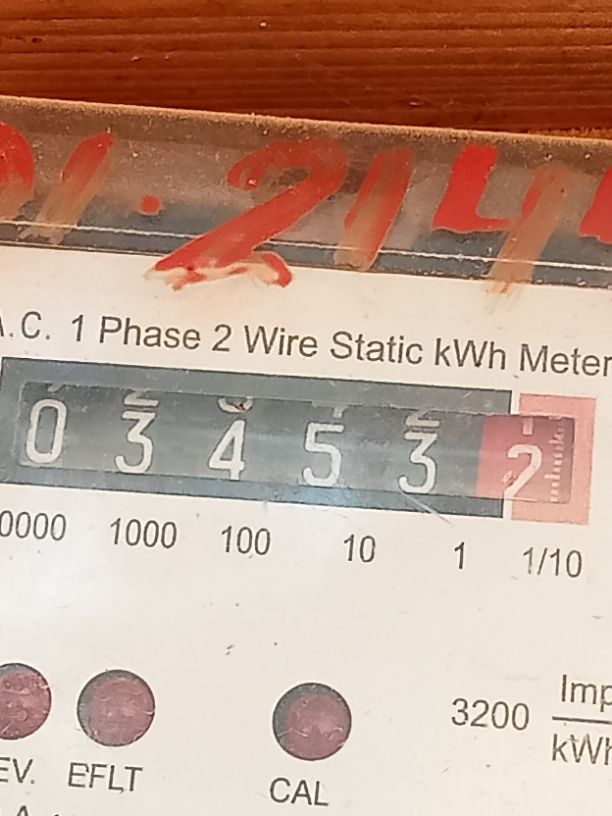 1.214
A.C. 1 Phase 2 Wire Static kWh Meter
0 3 4 5 3 2
0000 1000 100 10 1 1/10
3200 Imp
kWh
EV. EFLT CAL